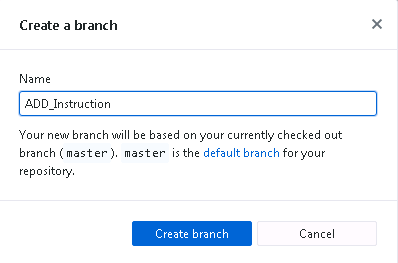 Create a branch
Name
ADD_Instruction
Your new branch will be based on your currently checked out
branch (master). master is the default branch for your
repository.
Create branch
Cancel